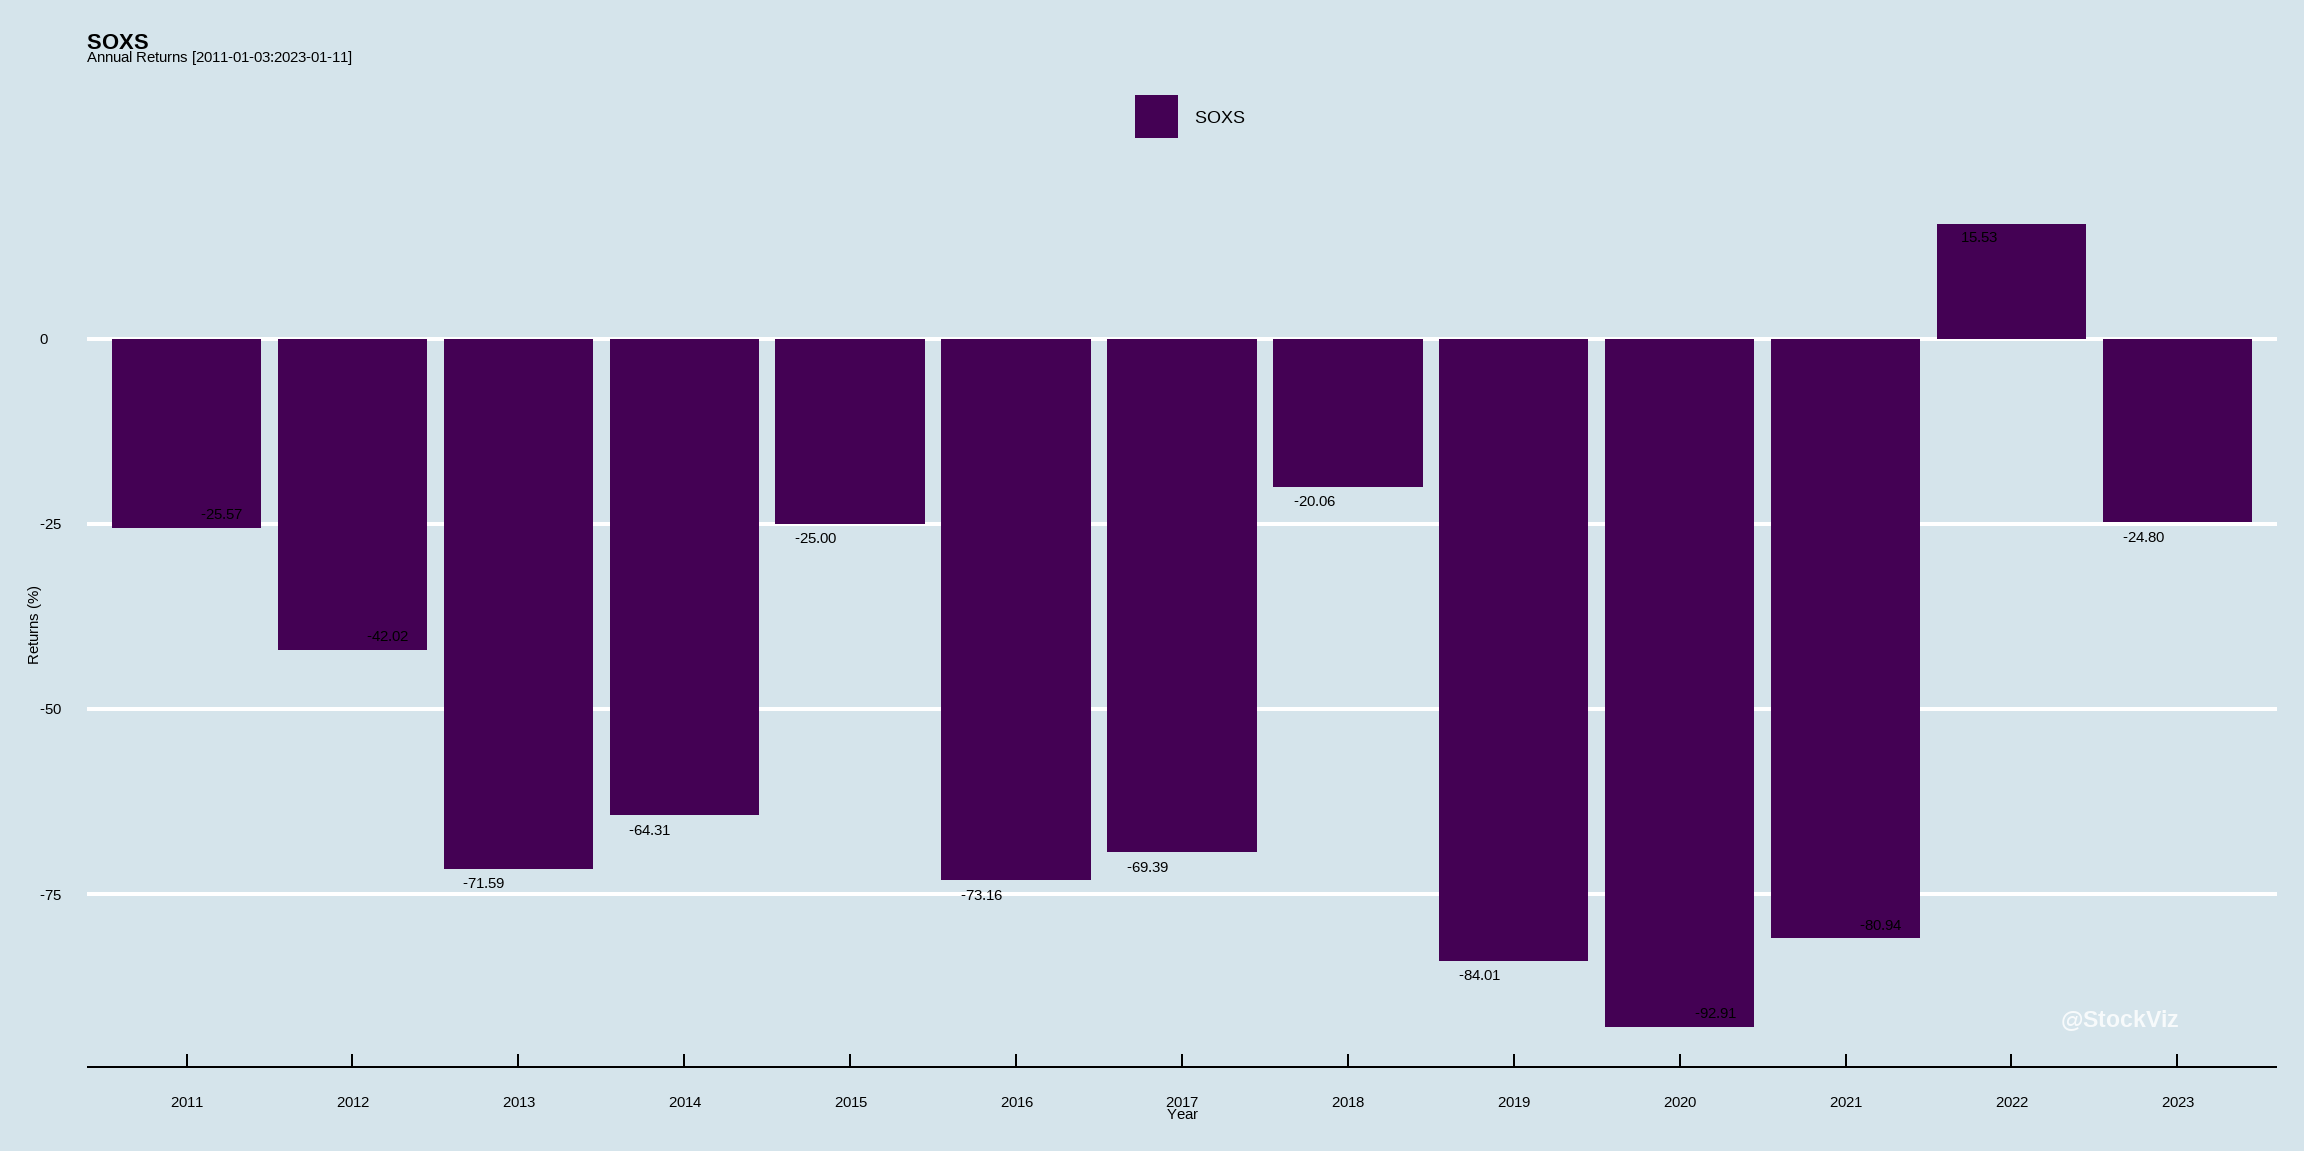 SOXS
Annual Returns [2011-01-03:2023-01-11]
SOXS
15.53
0
-20.06
-25.57
-25
-25.00
-24.80
-42.02
Returns (%)
-50
-64.31
-69.39
-71.59
-75
-73.16
-80.94
-84.01
-92.91
@StockViz
2011 2012 2013 2014 2015 2016 2017 2018 2019 2020 2021 2022 2023
Year